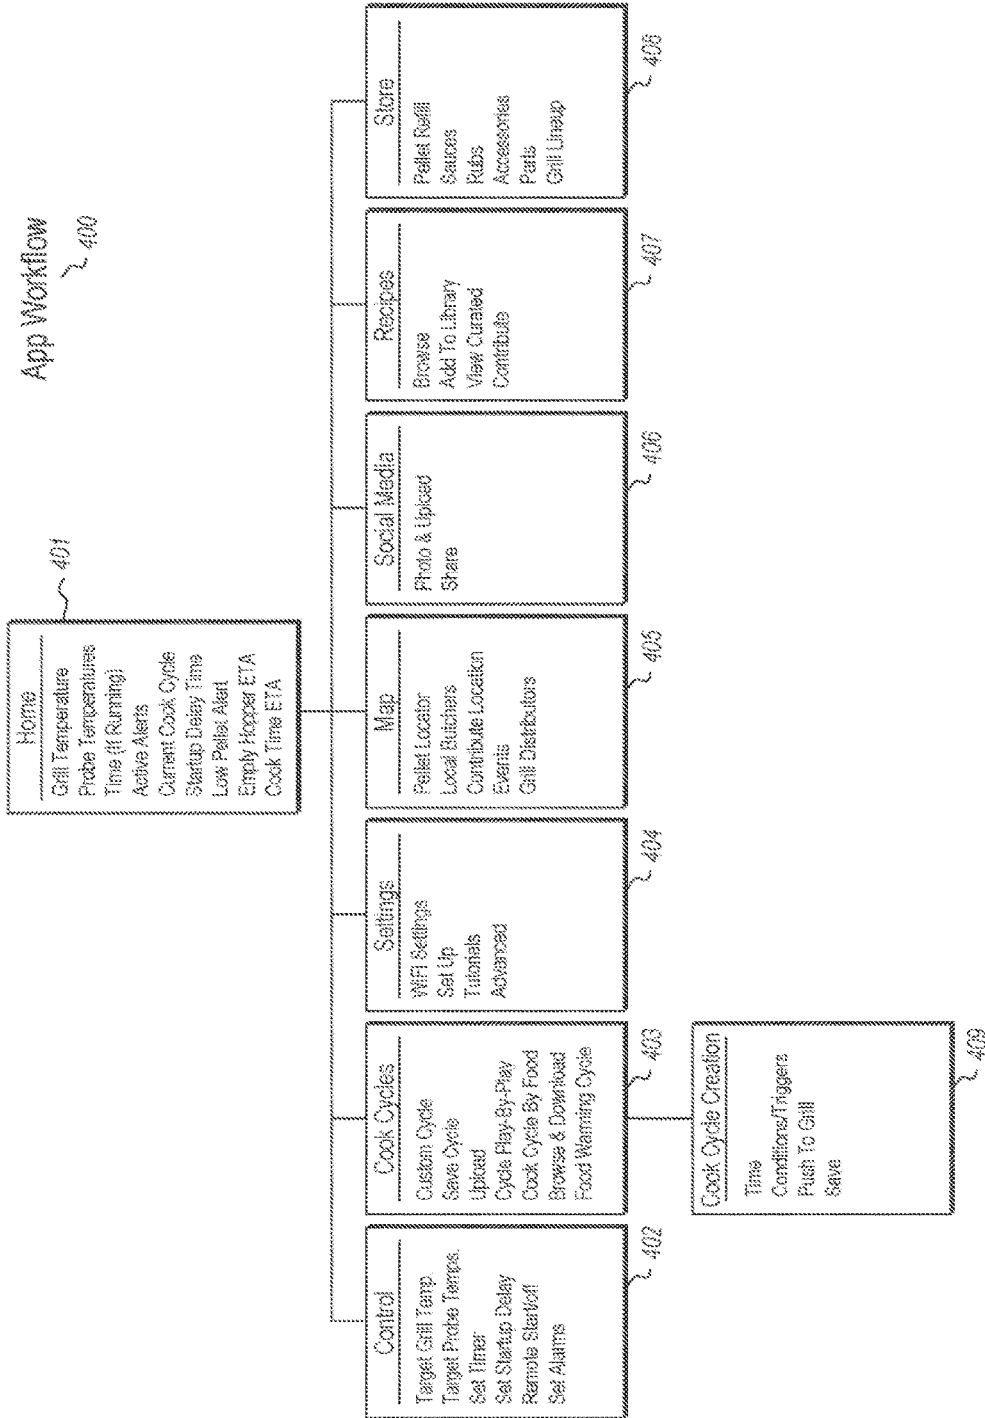 App Workflow
400
401
Home
Grill Temperature
Probe Temperatures
Time (If Running)
Active Alerts
Current Cook Cycle
Startup Delay Time
Low Pellet Alert
Empty Hopper ETA
Cook Time ETA
Control
Target Grill Temp.
Target Probe Temps.
Set Timer
Set Startup Delay
Remote Start/off
Set Alarms
402
Cook Cycles
Custom Cycle
Save Cycle
Upload
Cycle Play-By-Play
Cook Cycle By Food
Browse & Download
Food Warming Cycle
403
Settings
WiFi Settings
Set Up
Tutorials
Advanced
404
Map
Pellet Locator
Local Butchers
Contribute Location
Events
Grill Distributors
405
Social Media
Photo & Upload
Share
406
Recipes
Browse
Add To Library
View Curated
Contribute
407
Store
Pellet Refill
Sauces
Rubs
Accessories
Parts
Grill Lineup
408
Cook Cycle Creation
Time
Conditions/Triggers
Push To Grill
Save
409